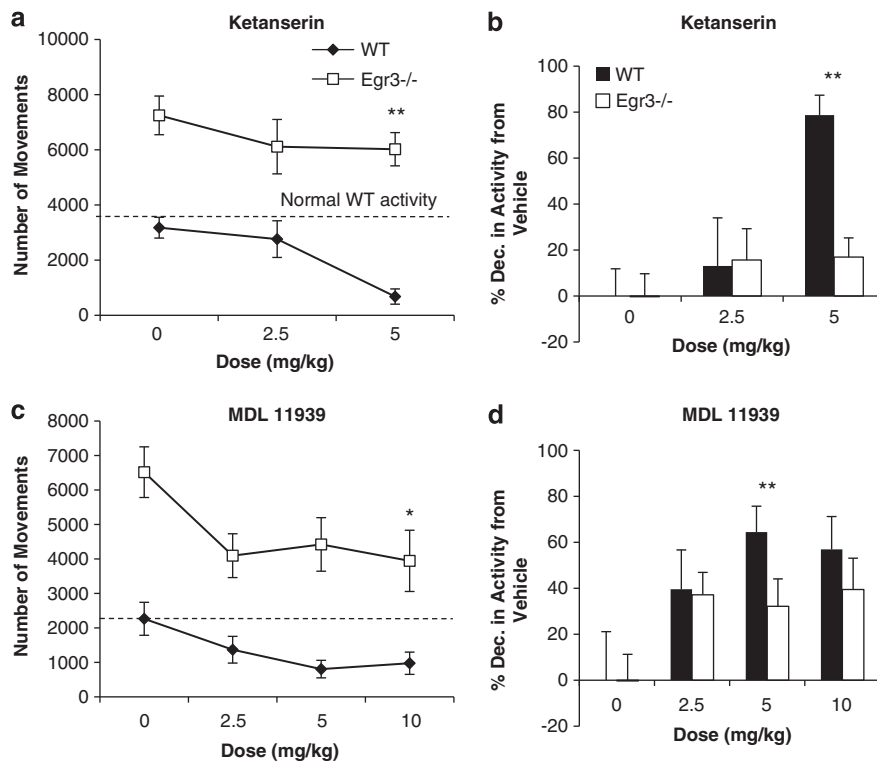 a
Ketanserin
WT
Egr3-/-
**
Normal WT activity
10000
8000
6000
4000
2000
0
Number of Movements
0 2.5 5
Dose (mg/kg)
b
Ketanserin
WT
Egr3-/-
**
100
80
60
40
20
0
-20
% Dec. in Activity from
Vehicle
0 2.5 5
Dose (mg/kg)
c
MDL 11939
*
8000
7000
6000
5000
4000
3000
2000
1000
0
Number of Movements
0 2.5 5 10
Dose (mg/kg)
d
MDL 11939
**
100
80
60
40
20
0
-20
% Dec. in Activity from
Vehicle
0 2.5 5 10
Dose (mg/kg)